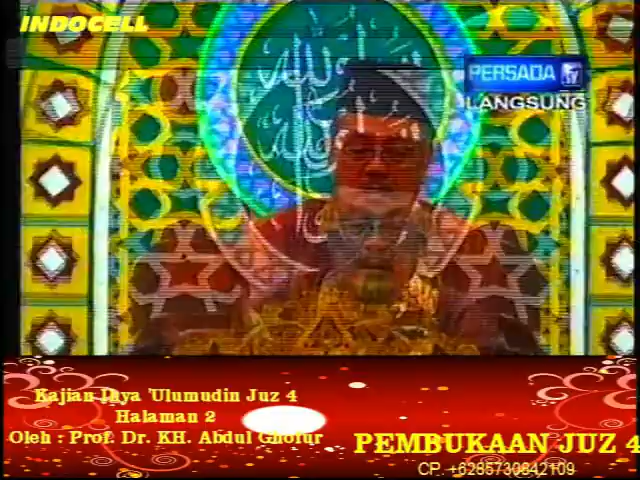 INDOCELL
PERSADA TV
LANGSUNG
Kajian Ihya 'Ulumudin Juz 4
Halaman 2
Oleh : Prof. Dr. KH. Abdul Ghofur
PEMBUKAAN JUZ 4
CP. +6285730842109